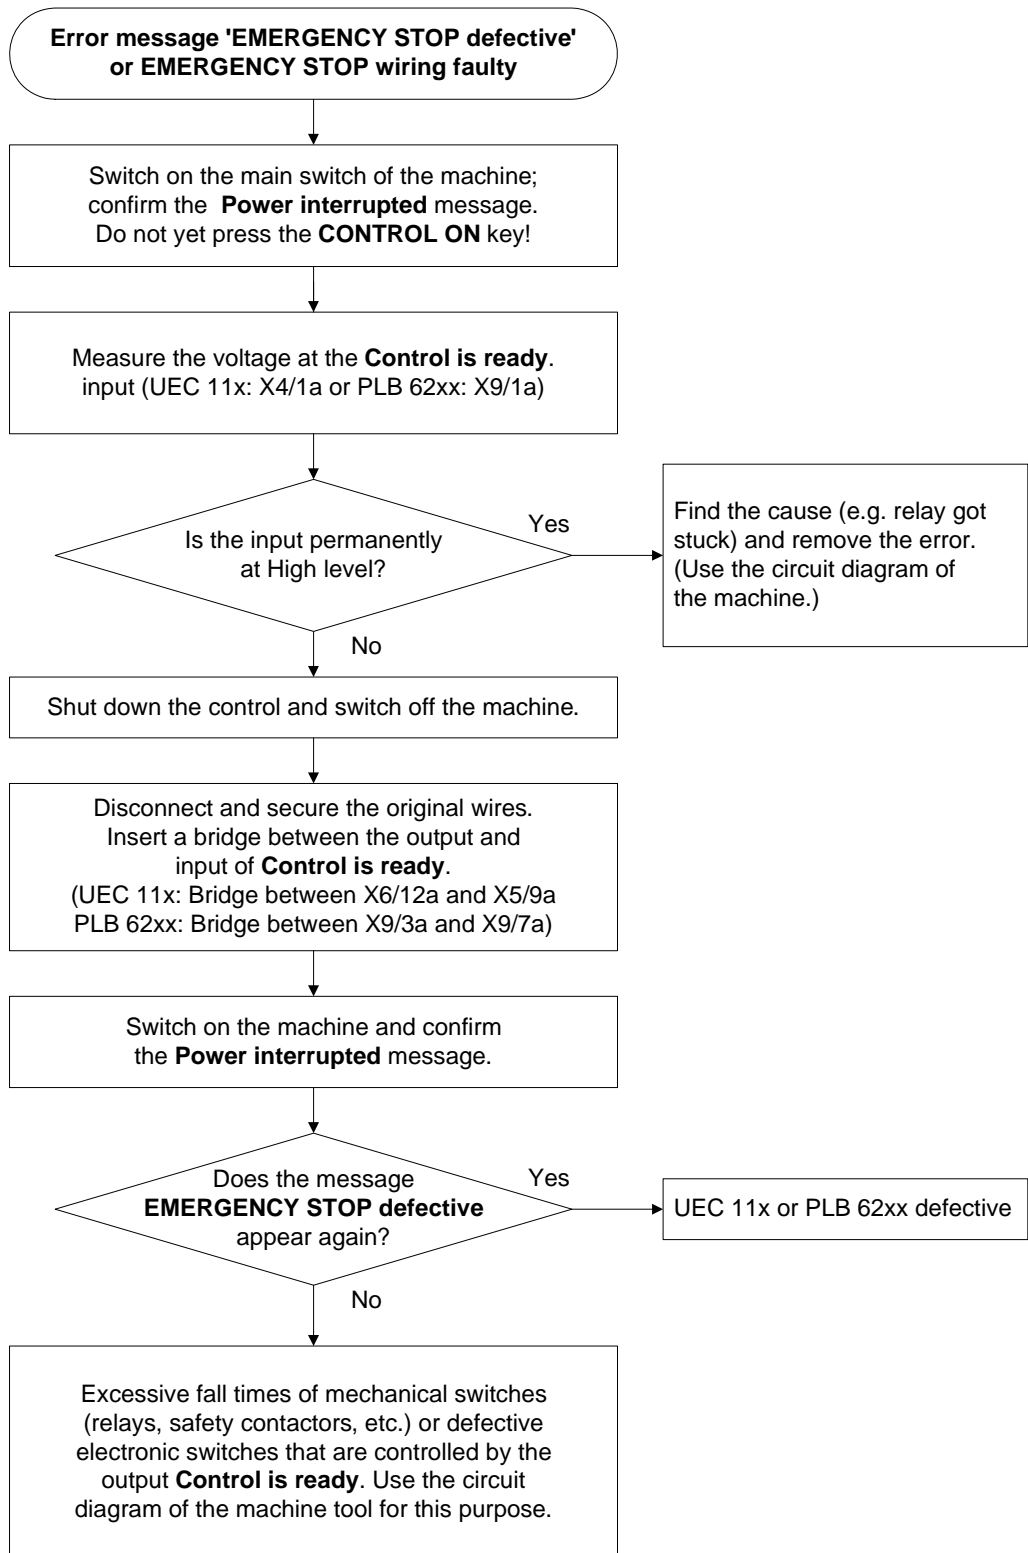 Error message 'EMERGENCY STOP defective'
or EMERGENCY STOP wiring faulty
Switch on the main switch of the machine;
confirm the Power interrupted message.
Do not yet press the CONTROL ON key!
Measure the voltage at the Control is ready.
input (UEC 11x: X4/1a or PLB 62xx: X9/1a)
Is the input permanently
at High level?
Yes
Find the cause (e.g. relay got
stuck) and remove the error.
(Use the circuit diagram of
the machine.)
No
Shut down the control and switch off the machine.
Disconnect and secure the original wires.
Insert a bridge between the output and
input of Control is ready.
(UEC 11x: Bridge between X6/12a and X5/9a
PLB 62xx: Bridge between X9/3a and X9/7a)
Switch on the machine and confirm
the Power interrupted message.
Does the message
EMERGENCY STOP defective
appear again?
Yes
UEC 11x or PLB 62xx defective
No
Excessive fall times of mechanical switches
(relays, safety contactors, etc.) or defective
electronic switches that are controlled by the
output Control is ready. Use the circuit
diagram of the machine tool for this purpose.